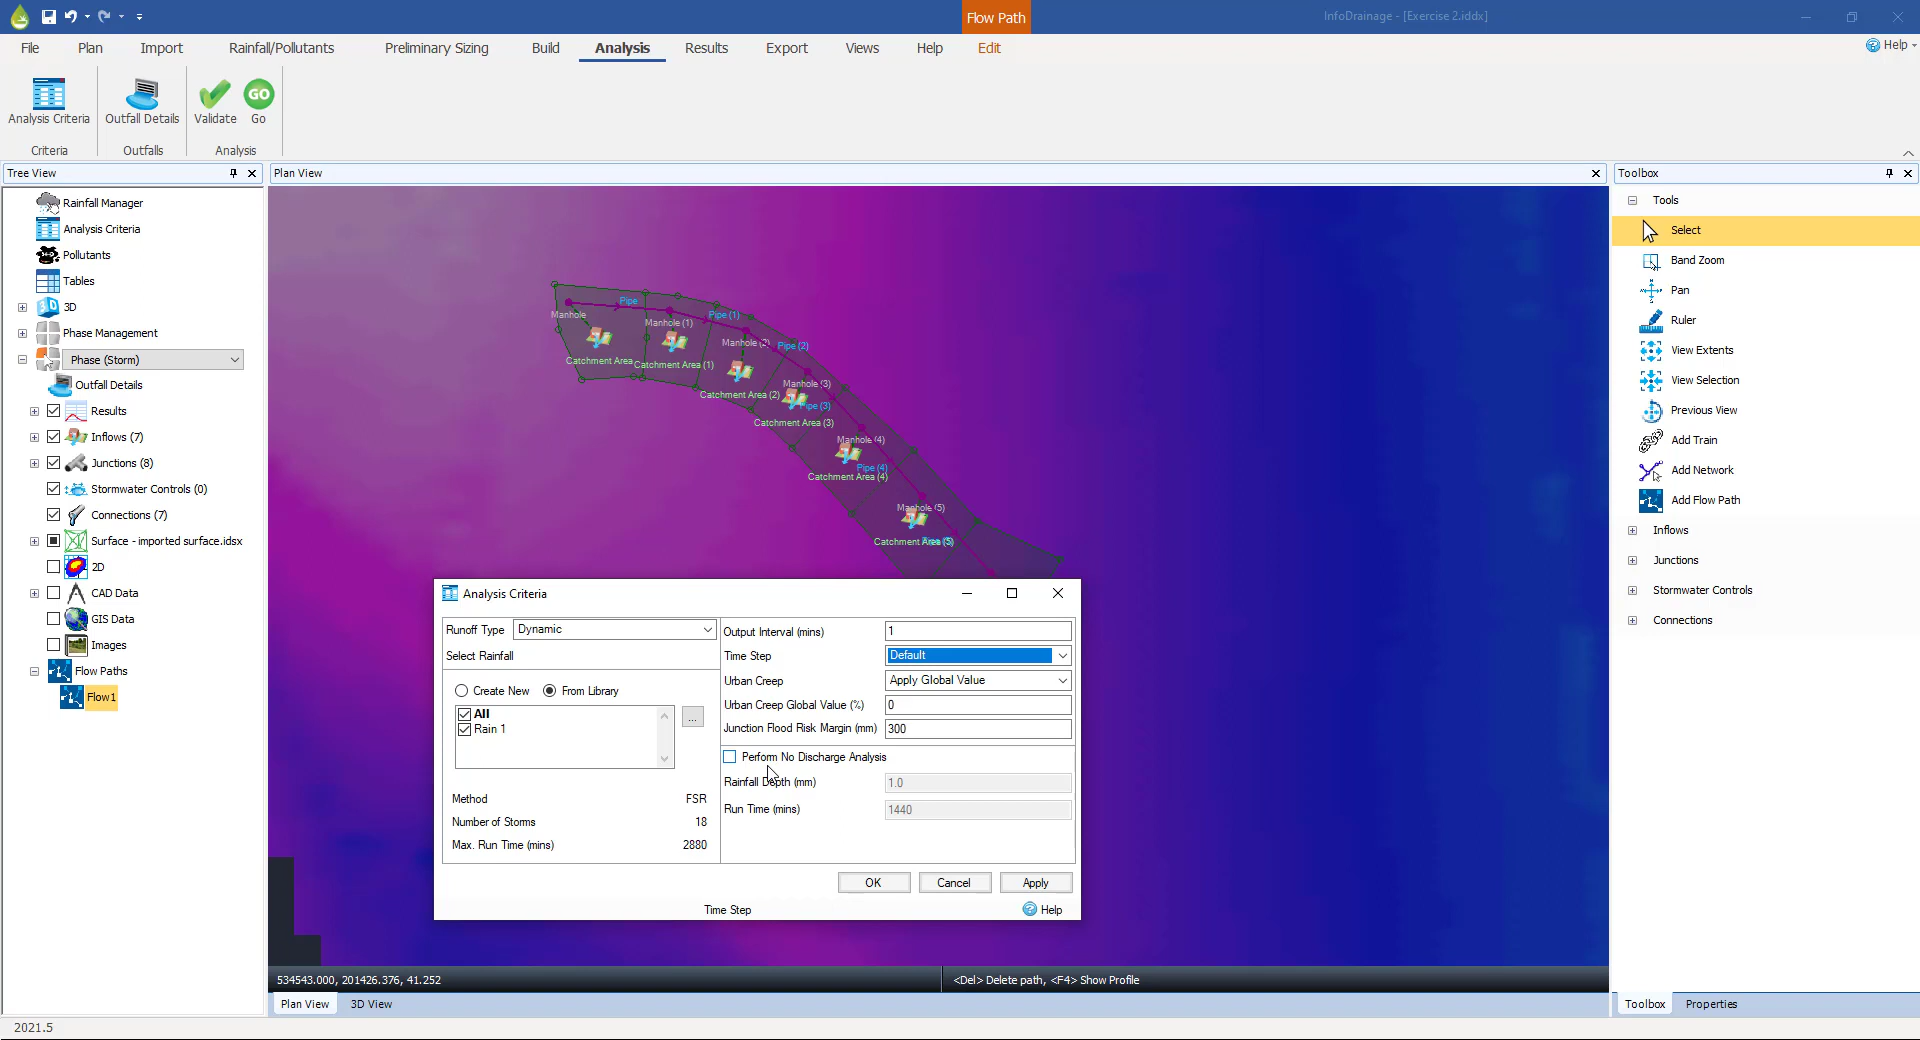 Flow Path
InfoDrainage - [Exercise 2.iddx]
File Plan Import Rainfall/Pollutants Preliminary Sizing Build Analysis Results Export Views Help Edit
Help
Analysis Criteria
Outfall Details
Validate
GO
Go
Criteria
Outfalls
Analysis
Tree View
Rainfall Manager
Analysis Criteria
Pollutants
Tables
3D
3D
Phase Management
Phase (Storm)
Outfall Details
Results
Inflows (7)
Junctions (8)
Stormwater Controls (0)
Connections (7)
Surface - imported surface.idsx
2D
CAD Data
GIS Data
Images
Flow Paths
Flow1
Plan View
Pipe
Manhole
Catchment Area
Manhole (1)
Pipe (1)
Catchment Area (1)
Manhole (2)
Pipe (2)
Catchment Area (2)
Manhole (3)
Pipe (3)
Catchment Area (3)
Manhole (4)
Pipe (4)
Catchment Area (4)
Manhole (5)
Catchment Area (5)
Analysis Criteria
Runoff Type Dynamic
Select Rainfall
Create New From Library
All
Rain 1
...
Method FSR
Number of Storms 18
Max. Run Time (mins) 2880
Output Interval (mins) 1
Time Step Default
Urban Creep Apply Global Value
Urban Creep Global Value (%) 0
Junction Flood Risk Margin (mm) 300
Perform No Discharge Analysis
Rainfall Depth (mm) 1.0
Run Time (mins) 1440
OK Cancel Apply
Time Step
Help
534543.000, 201426.376, 41.252
<Del> Delete path, <F4> Show Profile
Plan View 3D View
Toolbox
Tools
Select
Band Zoom
Pan
Ruler
View Extents
View Selection
Previous View
Add Train
Add Network
Add Flow Path
Inflows
Junctions
Stormwater Controls
Connections
Toolbox Properties
2021.5